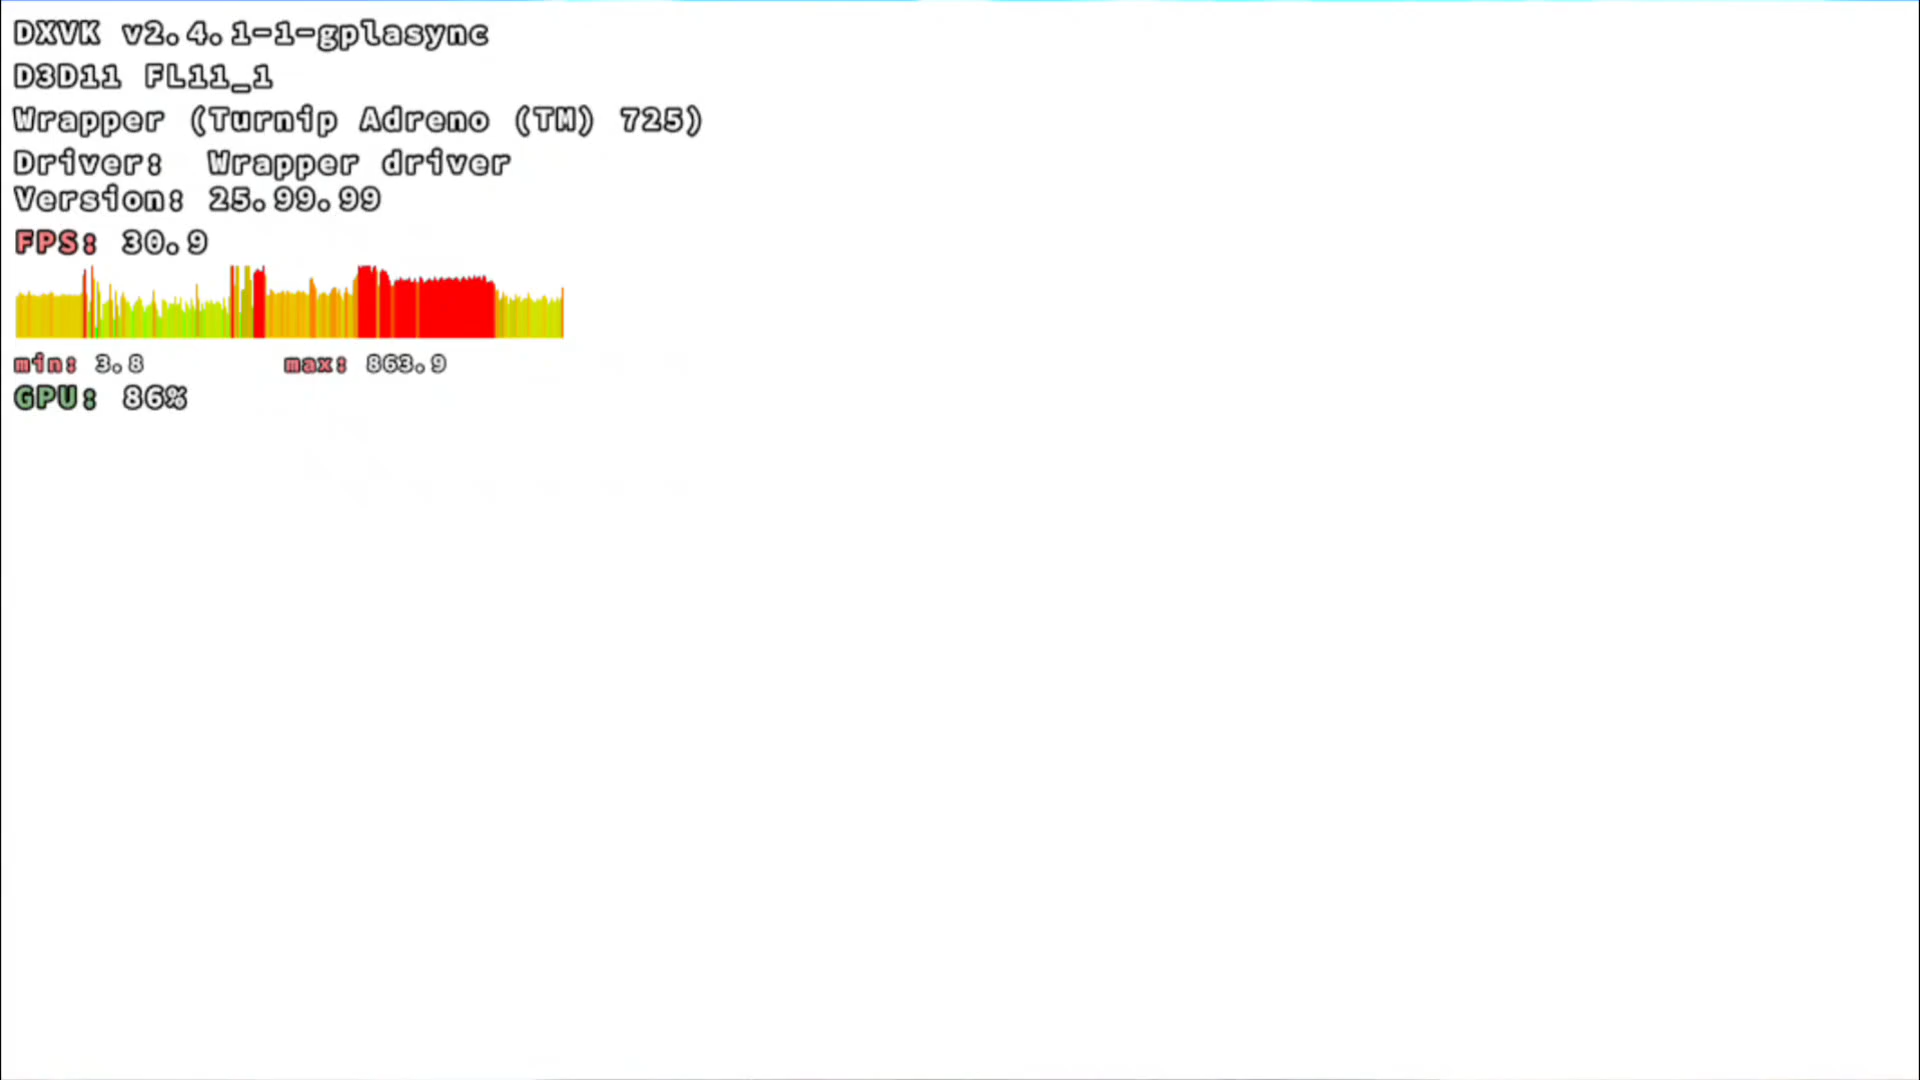 DXVK v2.4.1-1-gplasync
D3D11 FL11_1
Wrapper (Turnip Adreno (TM) 725)
Driver: Wrapper driver
Version: 25.99.99
FPS: 30.9
min: 3.8 max: 863.9
GPU: 86%